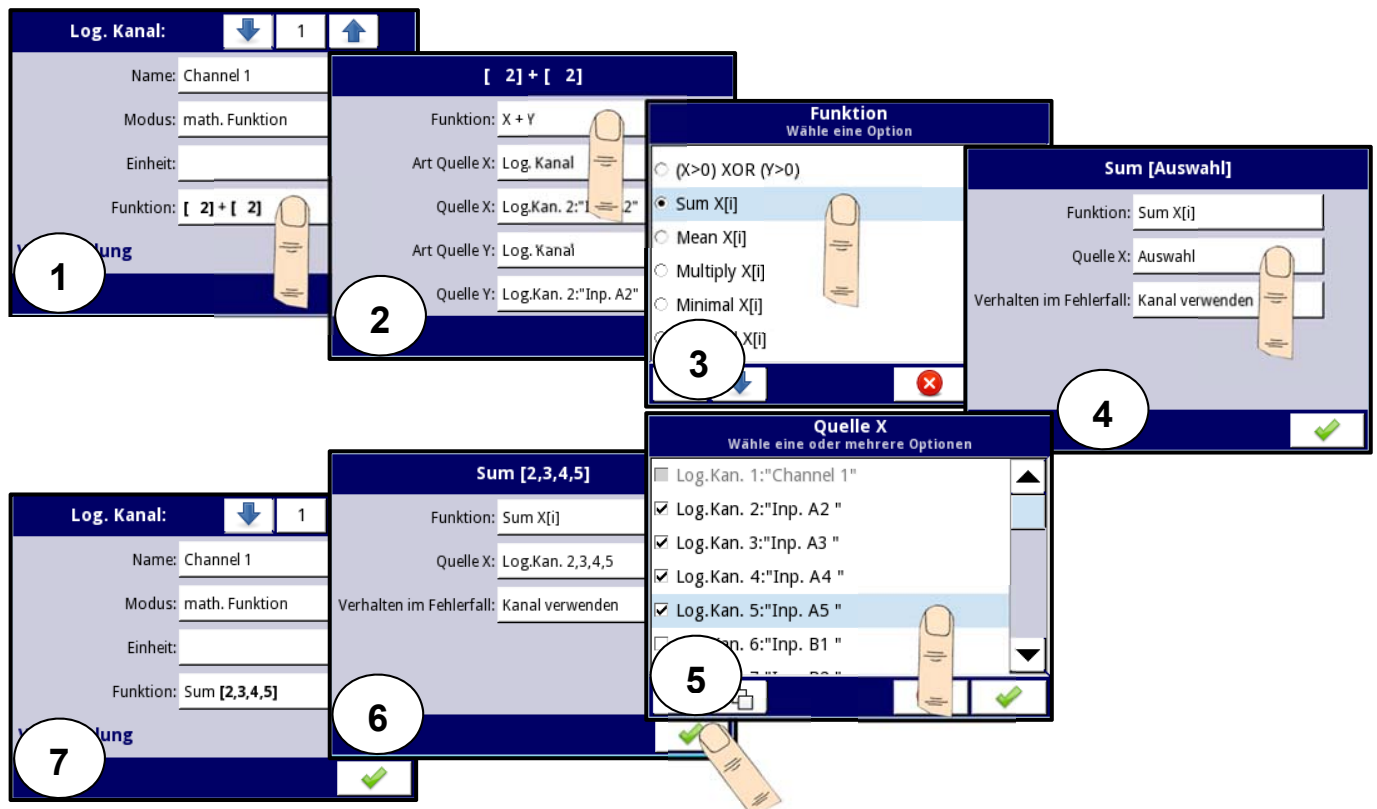 Log. Kanal: 1
Name: Channel 1
Modus: math. Funktion
Einheit:
Funktion: [ 2] + [ 2]
1
[ 2] + [ 2]
Funktion: X + Y
Art Quelle X: Log. Kanal
Quelle X: Log.Kan. 2:" 2"
Art Quelle Y: Log. Kanal
Quelle Y: Log.Kan. 2:"Inp. A2"
2
Funktion
Wähle eine Option
(X>0) XOR (Y>0)
Sum X[i]
Mean X[i]
Multiply X[i]
Minimal X[i]
X[i]
3
Sum [Auswahl]
Funktion: Sum X[i]
Quelle X: Auswahl
Verhalten im Fehlerfall: Kanal verwenden
4
Quelle X
Wähle eine oder mehrere Optionen
Log.Kan. 1:"Channel 1"
Log.Kan. 2:"Inp. A2 "
Log.Kan. 3:"Inp. A3 "
Log.Kan. 4:"Inp. A4 "
Log.Kan. 5:"Inp. A5 "
an. 6:"Inp. B1 "
5
Sum [2,3,4,5]
Funktion: Sum X[i]
Quelle X: Log.Kan. 2,3,4,5
Verhalten im Fehlerfall: Kanal verwenden
6
Log. Kanal: 1
Name: Channel 1
Modus: math. Funktion
Einheit:
Funktion: Sum [2,3,4,5]
lung
7